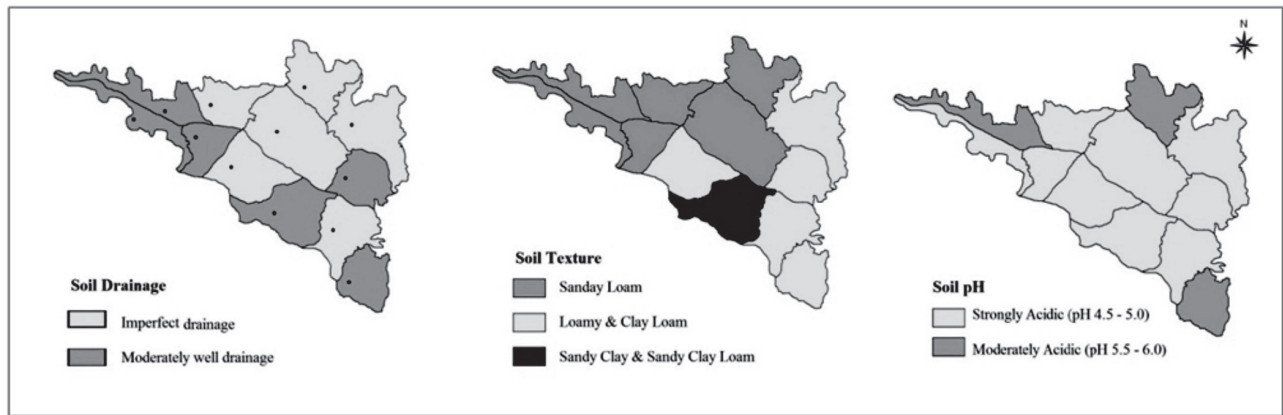 N
Soil Drainage
Imperfect drainage
Moderately well drainage
Soil Texture
Sanday Loam
Loamy & Clay Loam
Sandy Clay & Sandy Clay Loam
Soil pH
Strongly Acidic (pH 4.5 - 5.0)
Moderately Acidic (pH 5.5 - 6.0)